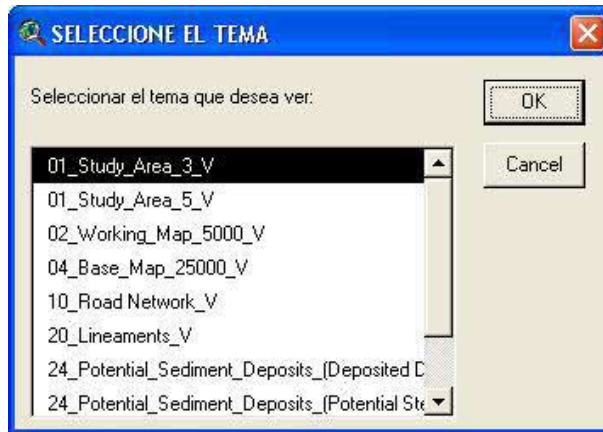 SELECCIONE EL TEMA
Seleccionar el tema que desea ver:
OK
Cancel
01_Study_Area_3_V
01_Study_Area_5_V
02_Working_Map_5000_V
04_Base_Map_25000_V
10_Road Network_V
20_Lineaments_V
24_Potential_Sediment_Deposits_(Deposited D
24_Potential_Sediment_Deposits_(Potential Ste